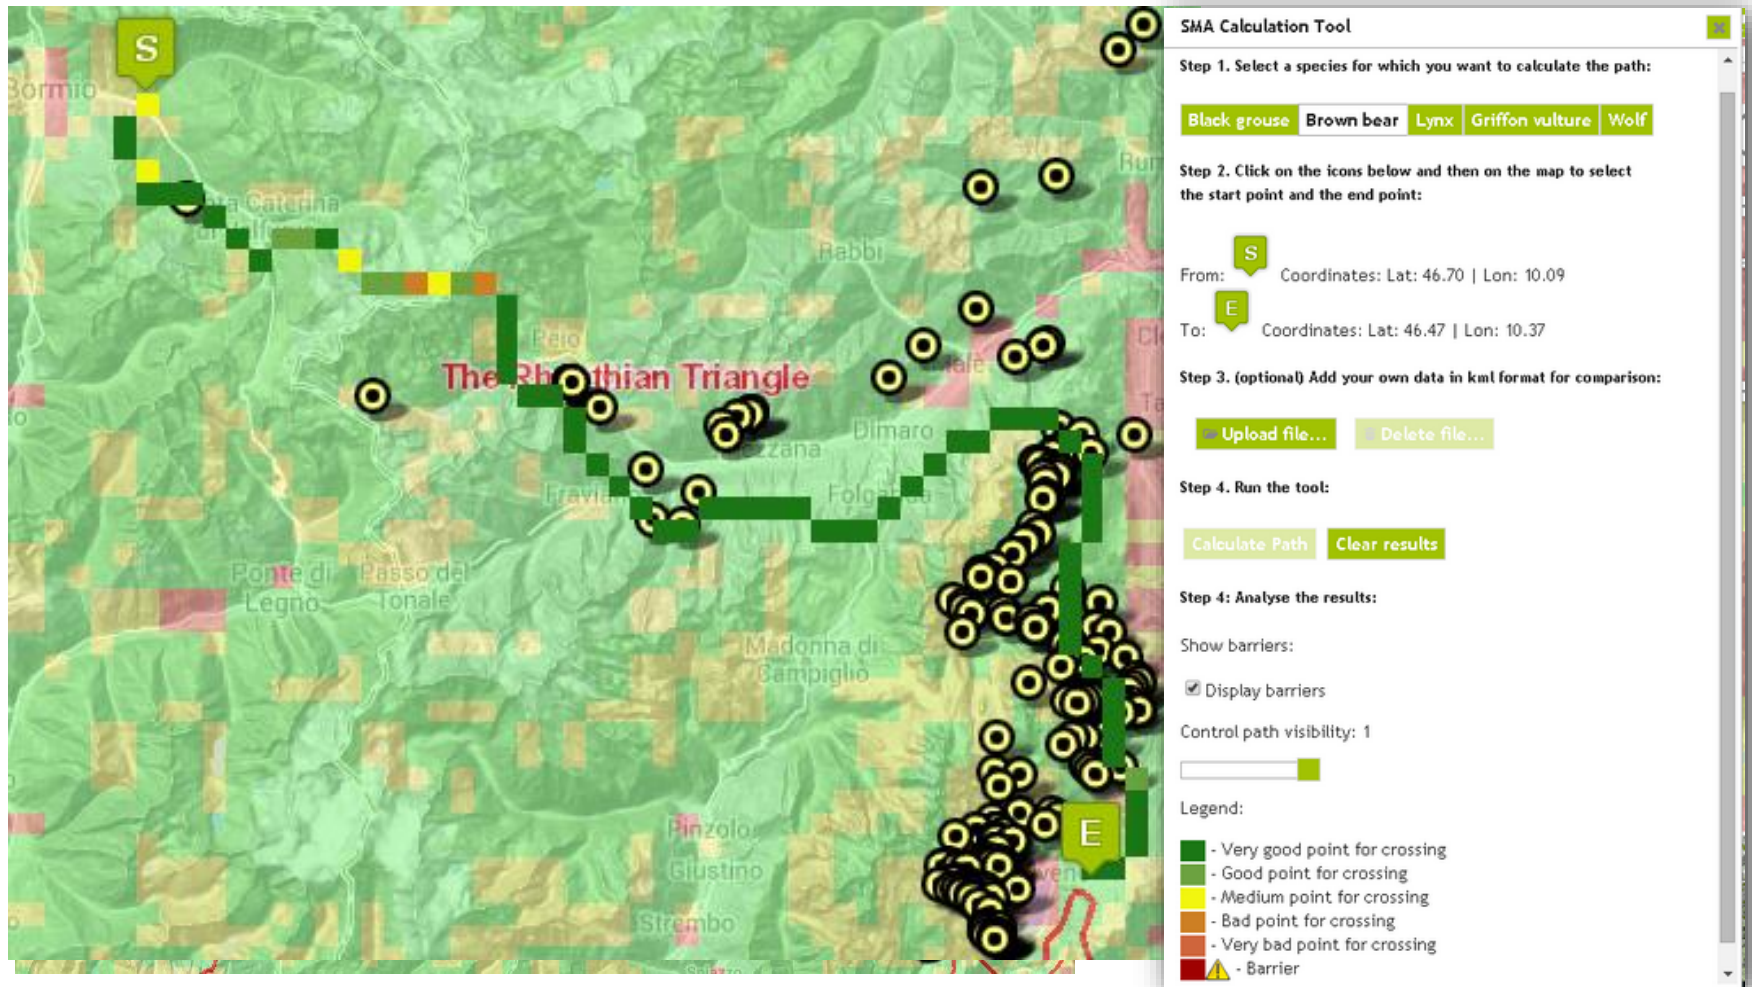 S
Bormio
Rabbi
Peio
The Rhaethian Triangle
Dimaro
Ponte di
Legno
Passo del
Tonale
Madonna di
Campiglio
Pinzolo
Giustino
Strembo
E
SMA Calculation Tool
Step 1. Select a species for which you want to calculate the path:
Black grouse Brown bear Lynx Griffon vulture Wolf
Step 2. Click on the icons below and then on the map to select
the start point and the end point:
From: S Coordinates: Lat: 46.70 | Lon: 10.09
To: E Coordinates: Lat: 46.47 | Lon: 10.37
Step 3. (optional) Add your own data in kml format for comparison:
Upload file... Delete file...
Step 4. Run the tool:
Calculate Path Clear results
Step 4: Analyse the results:
Show barriers:
Display barriers
Control path visibility: 1
Legend:
- Very good point for crossing
- Good point for crossing
- Medium point for crossing
- Bad point for crossing
- Very bad point for crossing
- Barrier